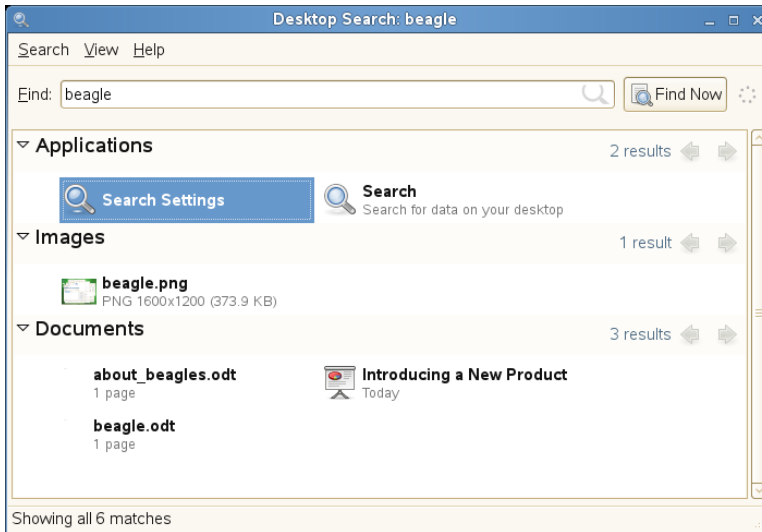 Desktop Search: beagle
Search View Help
Find: beagle Find Now
Applications 2 results
Search Settings Search
Search for data on your desktop
Images 1 result
beagle.png
PNG 1600x1200 (373.9 KB)
Documents 3 results
about_beagles.odt Introducing a New Product
1 page Today
beagle.odt
1 page
Showing all 6 matches